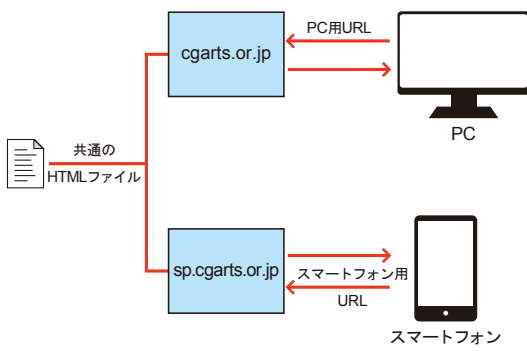 cgarts.or.jp
PC用URL
PC
共通の
HTMLファイル
sp.cgarts.or.jp
スマートフォン用
URL
スマートフォン